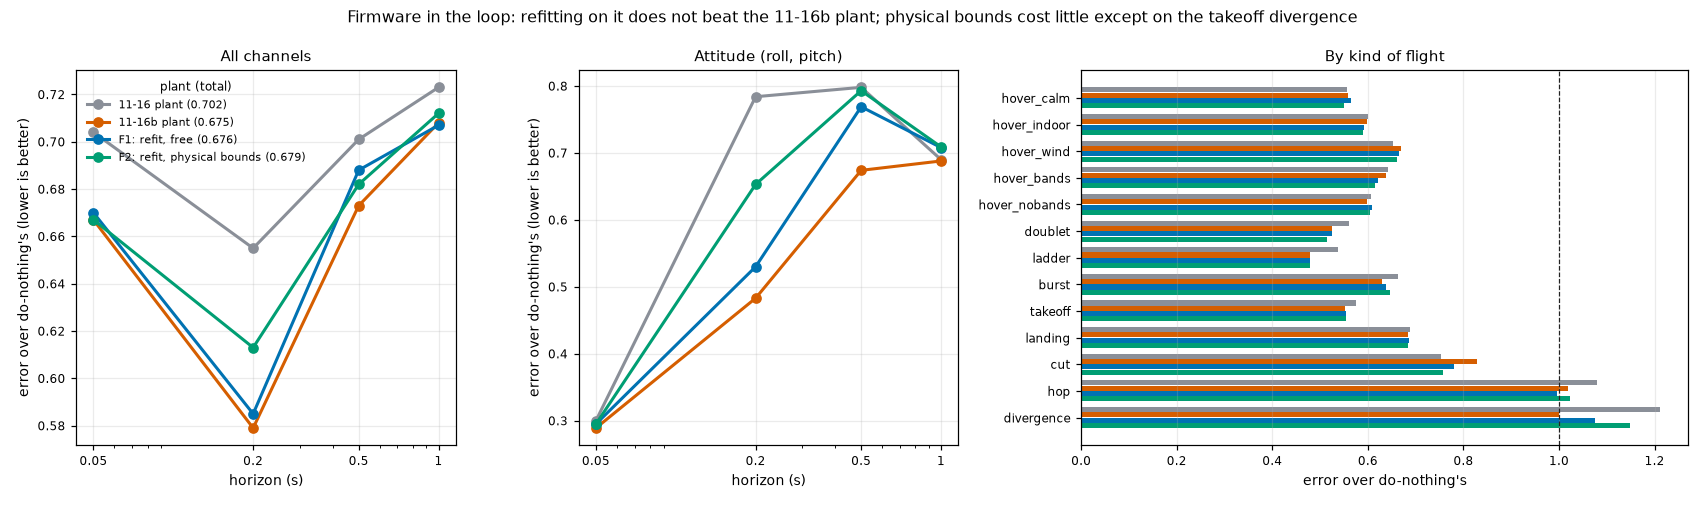 Firmware in the loop: refitting on it does not beat the 11-16b plant; physical bounds cost little except on the takeoff divergence
All channels
error over do-nothing's (lower is better)
0.72
0.70
0.68
0.66
0.64
0.62
0.60
0.58
plant (total)
11-16 plant (0.702)
11-16b plant (0.675)
F1: refit, free (0.676)
F2: refit, physical bounds (0.679)
0.05
0.2
0.5
1
horizon (s)
Attitude (roll, pitch)
error over do-nothing's (lower is better)
0.8
0.7
0.6
0.5
0.4
0.3
0.05
0.2
0.5
1
horizon (s)
By kind of flight
hover_calm
hover_indoor
hover_wind
hover_bands
hover_nobands
doublet
ladder
burst
takeoff
landing
cut
hop
divergence
0.0
0.2
0.4
0.6
0.8
1.0
1.2
error over do-nothing's